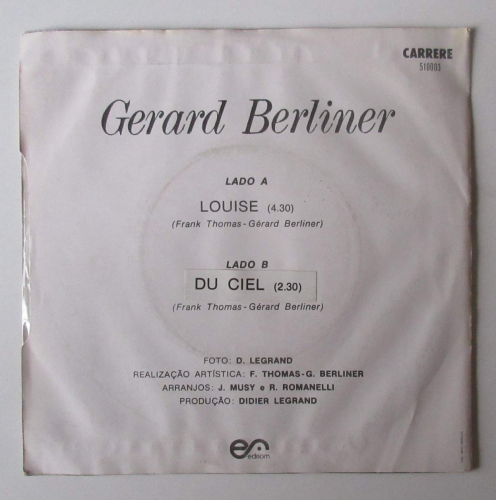 CARRERE
510003
Gerard Berliner
LADO A
LOUISE (4.30)
(Frank Thomas-Gérard Berliner)
LADO B
DU CIEL (2.30)
(Frank Thomas-Gérard Berliner)
FOTO: D. LEGRAND
REALIZAÇÃO ARTÍSTICA: F. THOMAS-G. BERLINER
ARRANJOS: J. MUSY e R. ROMANELLI
PRODUÇÃO: DIDIER LEGRAND
edisom